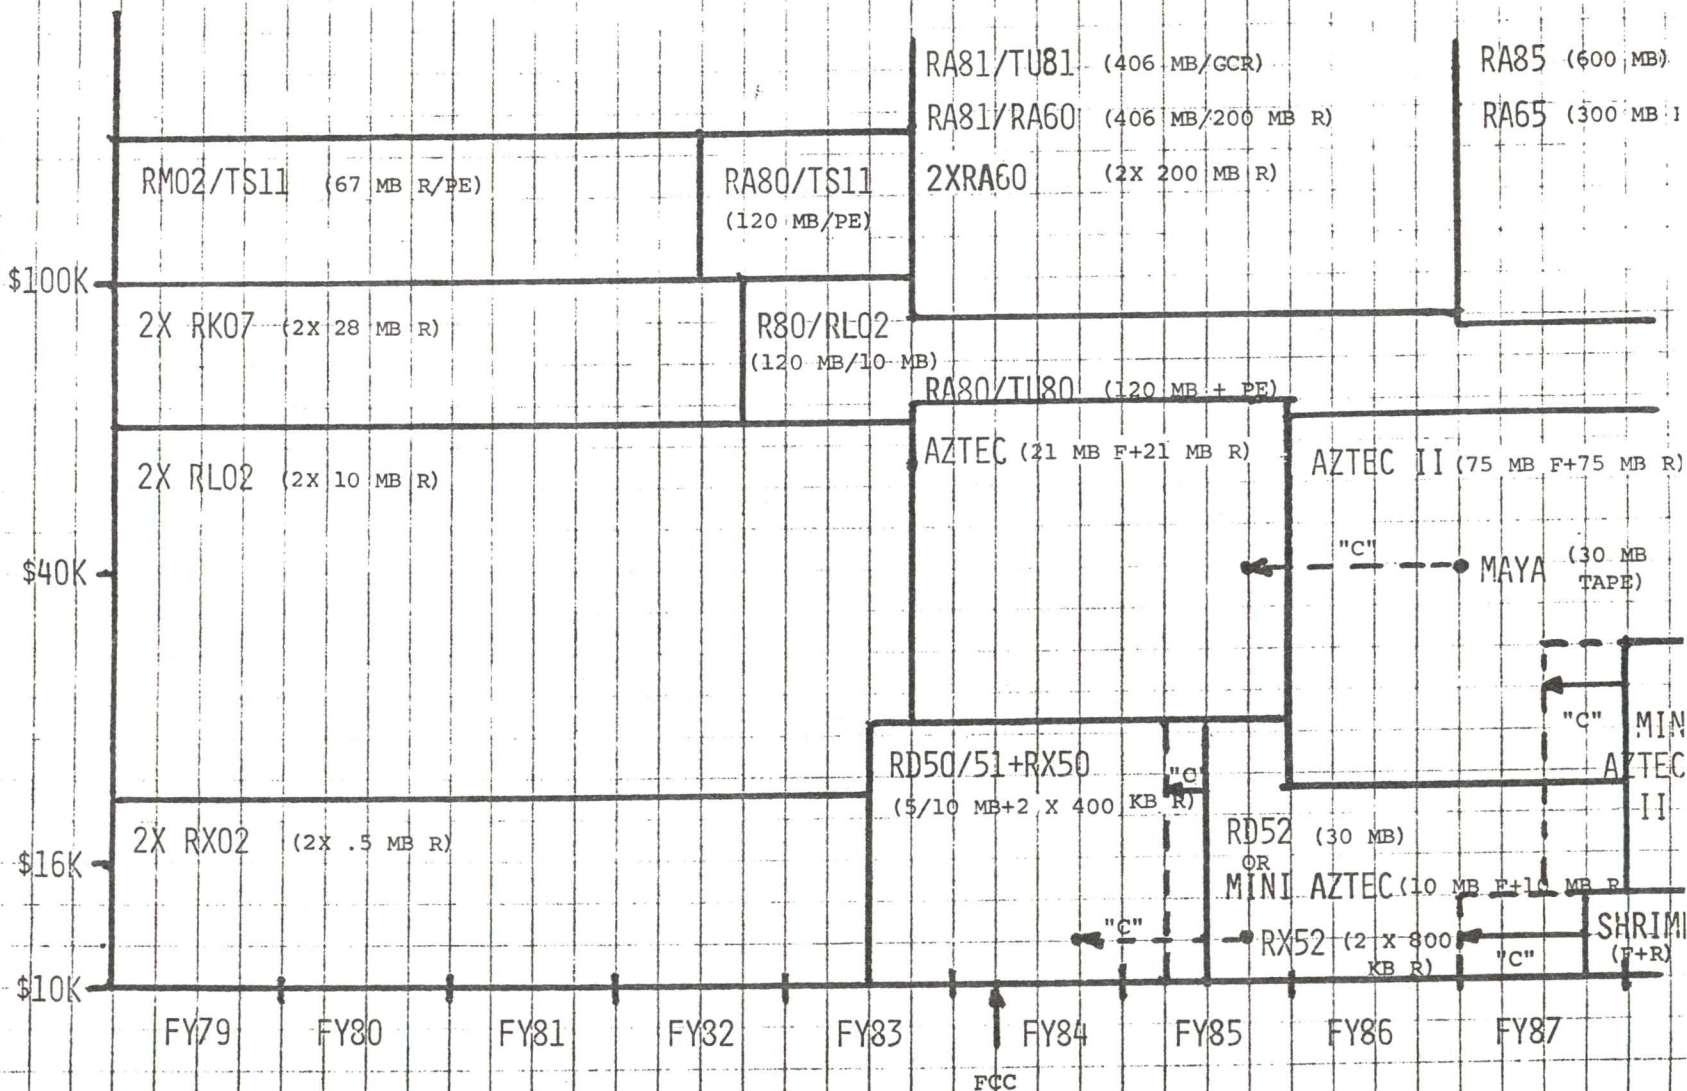 RA81/TU81 (406 MB/GCR)
RA81/RA60 (406 MB/200 MB R)
2XRA60 (2X 200 MB R)
RA85 (600 MB)
RA65 (300 MB
RM02/TS11 (67 MB R/PE)
RA80/TS11
(120 MB/PE)
$100K
2X RK07 (2X 28 MB R)
R80/RL02
(120 MB/10 MB)
RA80/TU80 (120 MB + PE)
2X RL02 (2X 10 MB R)
AZTEC (21 MB F+21 MB R)
AZTEC II (75 MB F+75 MB R)
$40K
"C"
MAYA (30 MB
TAPE)
"C"
MIN
AZTEC
II
RD50/51+RX50
(5/10 MB+2 X 400 KB R)
"C"
2X RX02 (2X .5 MB R)
$16K
RD52 (30 MB)
OR
MINI AZTEC (10 MB F+10 MB R
"C"
RX52 (2 X 800
KB R)
"C"
SHRIM
(F+R)
$10K
FY79 FY80 FY81 FY82 FY83 FY84 FY85 FY86 FY87
FCC